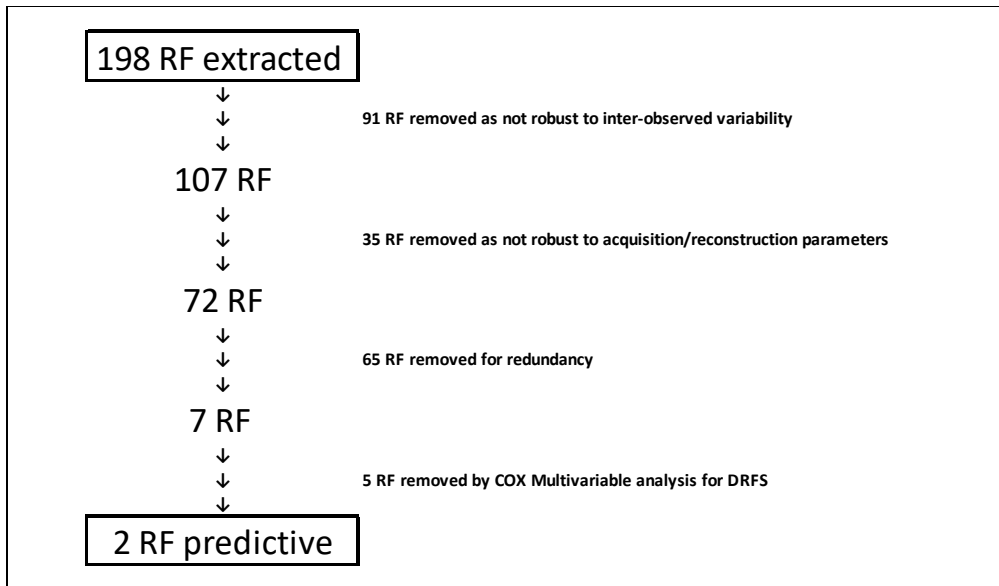 198 RF extracted
↓
↓
↓
91 RF removed as not robust to inter-observed variability
107 RF
↓
↓
↓
35 RF removed as not robust to acquisition/reconstruction parameters
72 RF
↓
↓
↓
65 RF removed for redundancy
7 RF
↓
↓
↓
5 RF removed by COX Multivariable analysis for DRFS
2 RF predictive